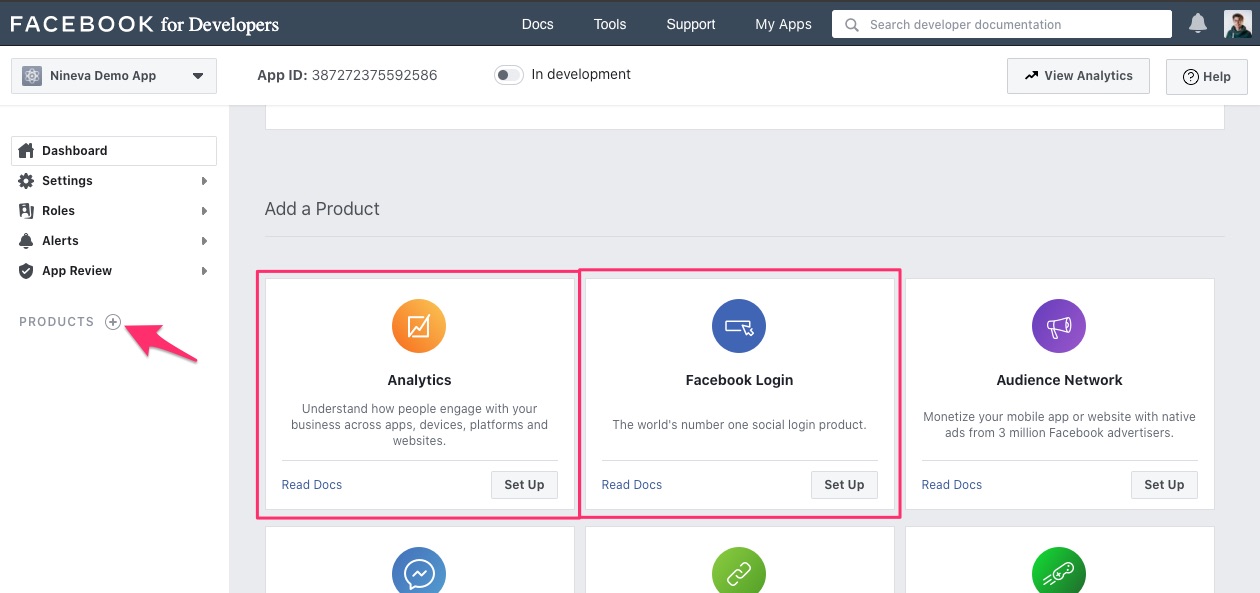 FACEBOOK for Developers
Docs
Tools
Support
My Apps
Search developer documentation
Nineva Demo App
App ID: 387272375592586
In development
View Analytics
Help
Dashboard
Settings
Roles
Alerts
App Review
PRODUCTS
Add a Product
Analytics
Understand how people engage with your
business across apps, devices, platforms and
websites.
Read Docs
Set Up
Facebook Login
The world's number one social login product.
Read Docs
Set Up
Audience Network
Monetize your mobile app or website with native
ads from 3 million Facebook advertisers.
Read Docs
Set Up